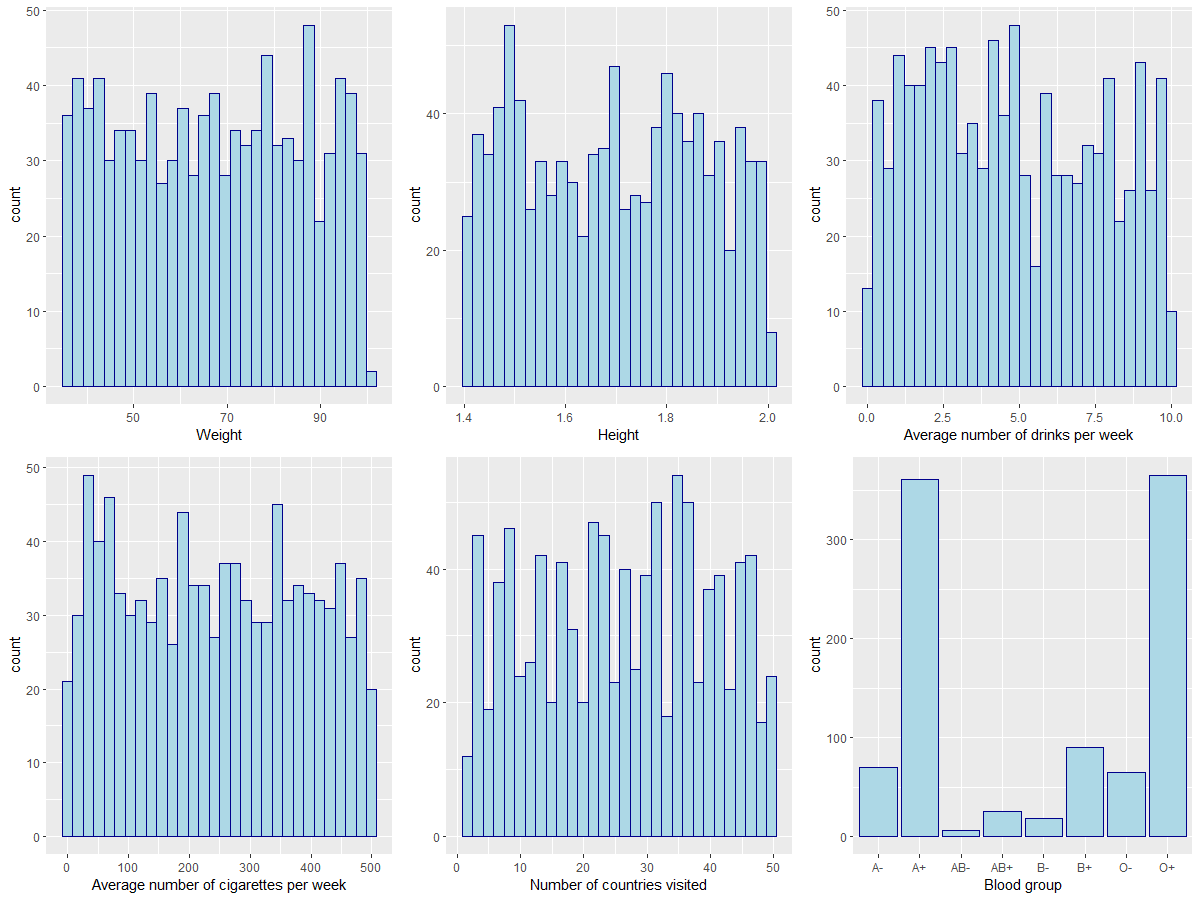 50
40
30
20
10
0
count
50
70
90
Weight
40
20
0
count
1.4
1.6
1.8
2.0
Height
50
40
30
20
10
0
count
0.0
2.5
5.0
7.5
10.0
Average number of drinks per week
50
40
30
20
10
0
count
0
100
200
300
400
500
Average number of cigarettes per week
40
20
0
count
0
10
20
30
40
50
Number of countries visited
300
200
100
0
count
A-
A+
AB-
AB+
B-
B+
O-
O+
Blood group